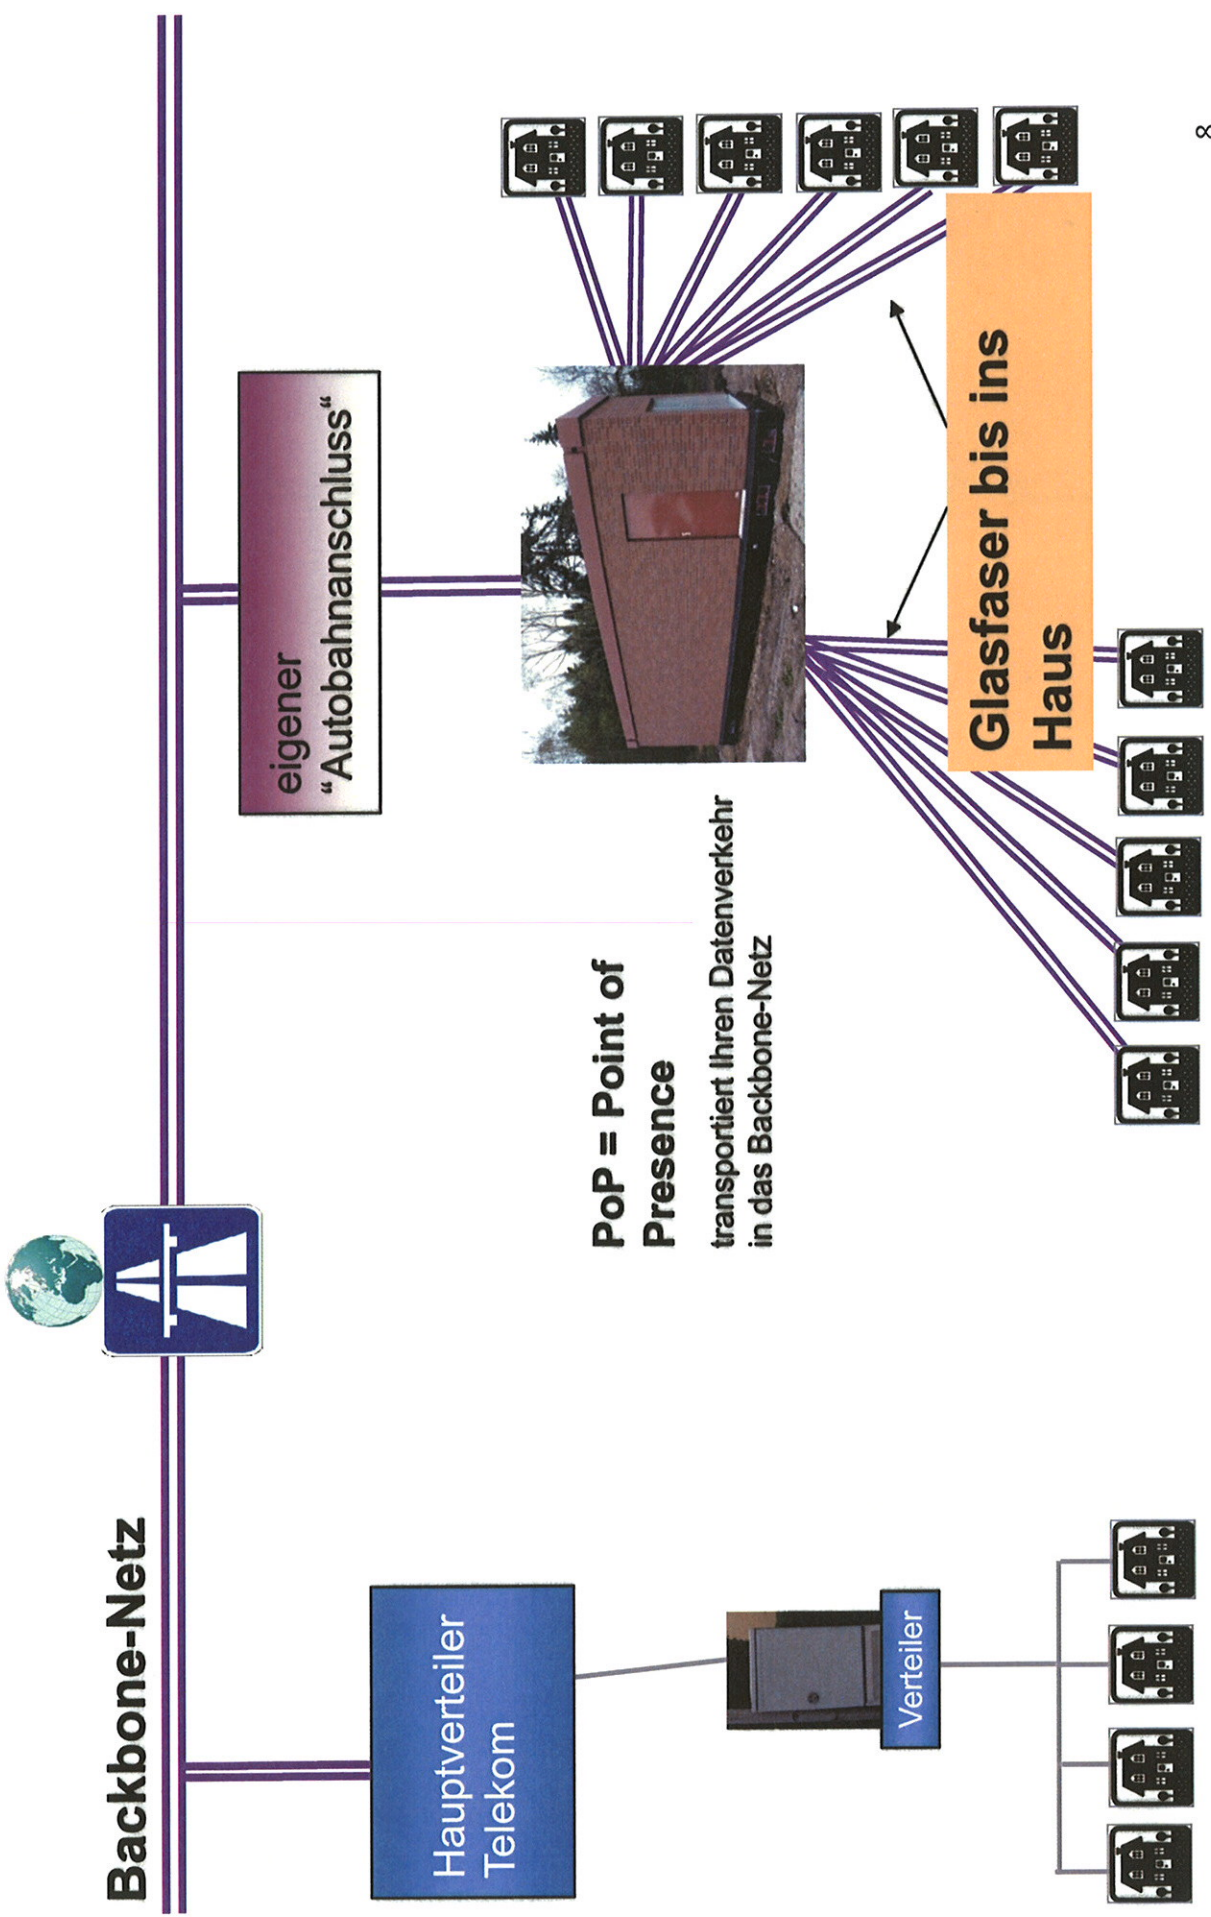 Backbone-Netz
eigener
“Autobahnanschluss“
Hauptverteiler
Telekom
PoP = Point of
Presence
transportiert Ihren Datenverkehr
in das Backbone-Netz
Verteiler
Glasfaser bis ins
Haus
8